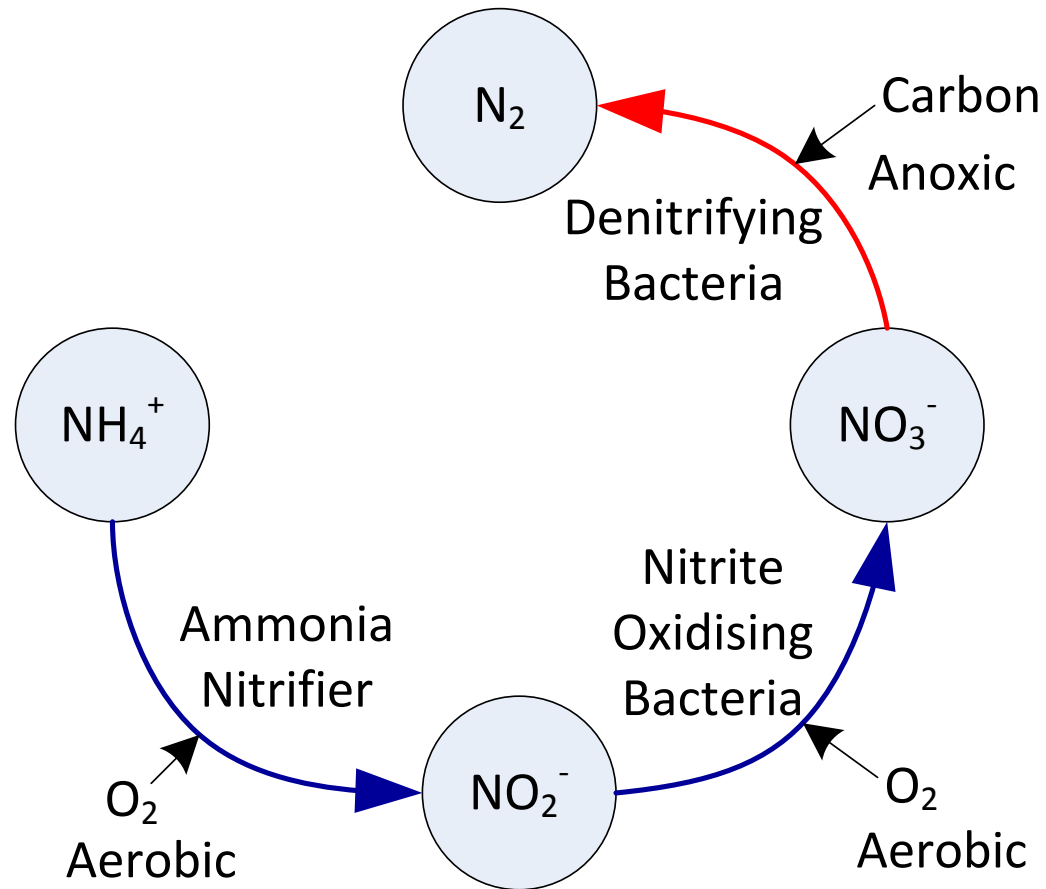 N₂
Carbon
Anoxic
Denitrifying
Bacteria
NH₄⁺
NO₃⁻
Ammonia
Nitrifier
Nitrite
Oxidising
Bacteria
O₂
Aerobic
NO₂⁻
O₂
Aerobic